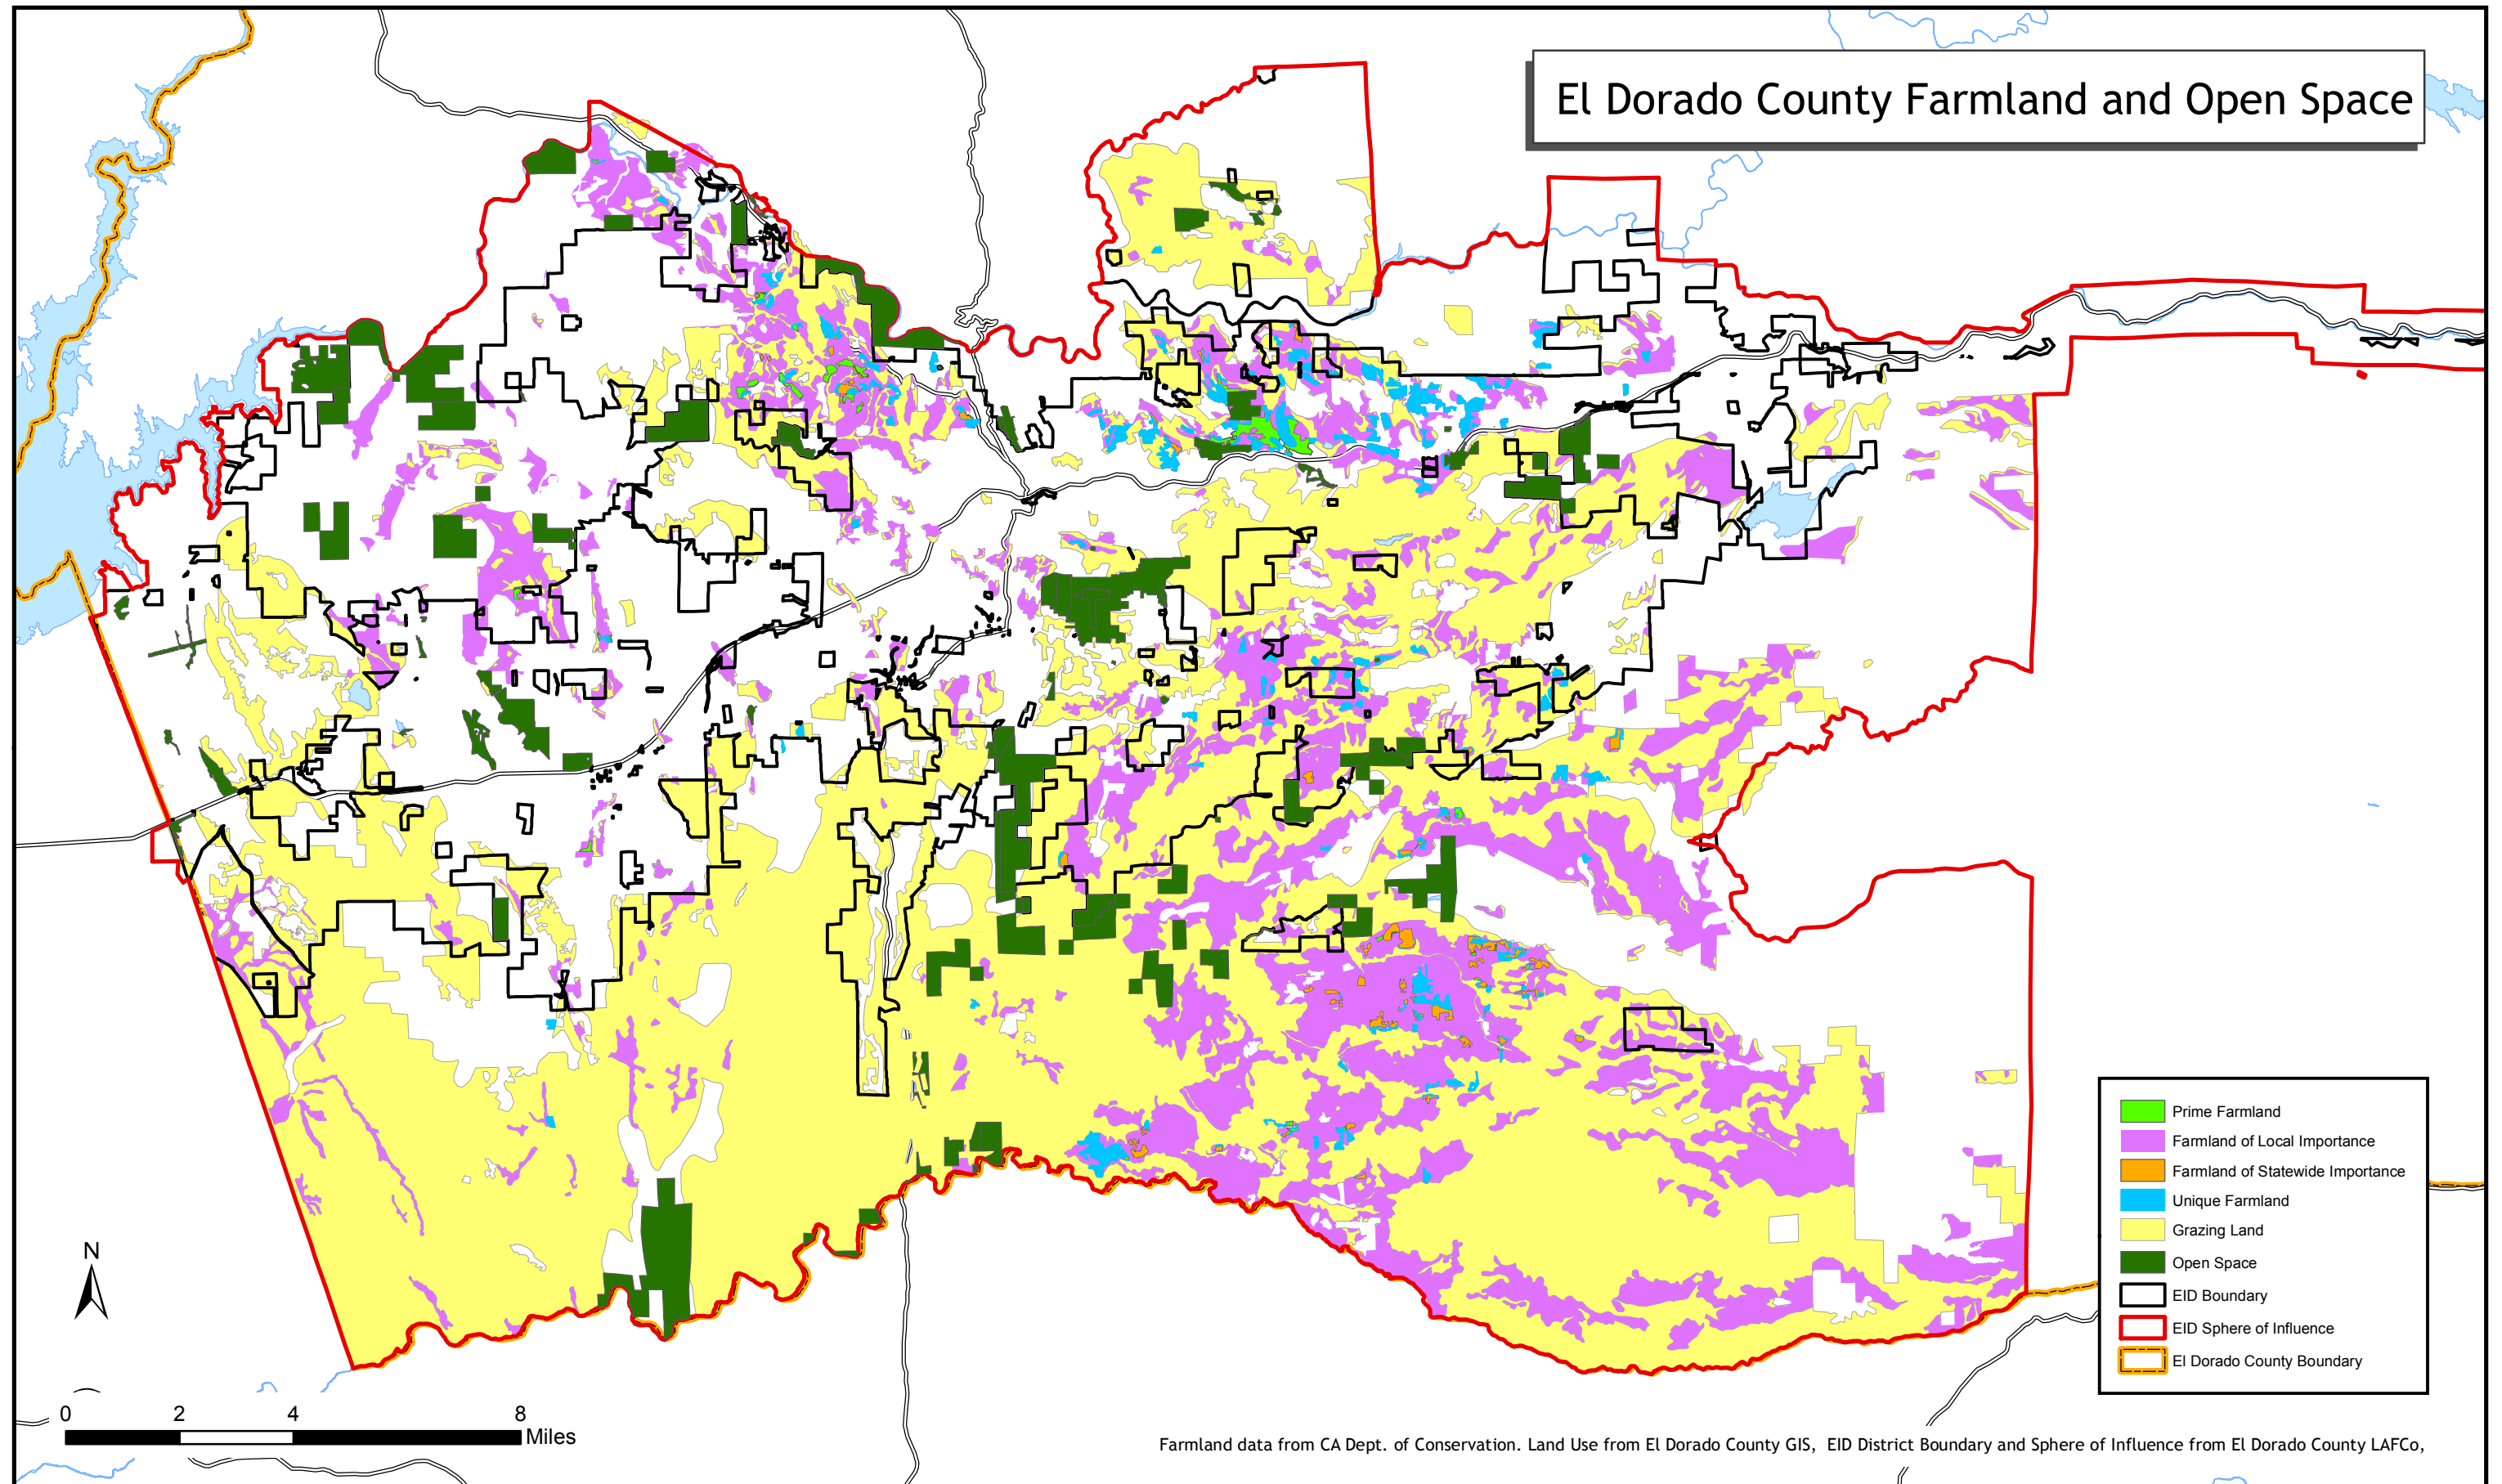 El Dorado County Farmland and Open Space
Prime Farmland
Farmland of Local Importance
Farmland of Statewide Importance
Unique Farmland
Grazing Land
Open Space
EID Boundary
EID Sphere of Influence
El Dorado County Boundary
N
0 2 4 8
Miles
Farmland data from CA Dept. of Conservation. Land Use from El Dorado County GIS, EID District Boundary and Sphere of Influence from El Dorado County LAFCo,